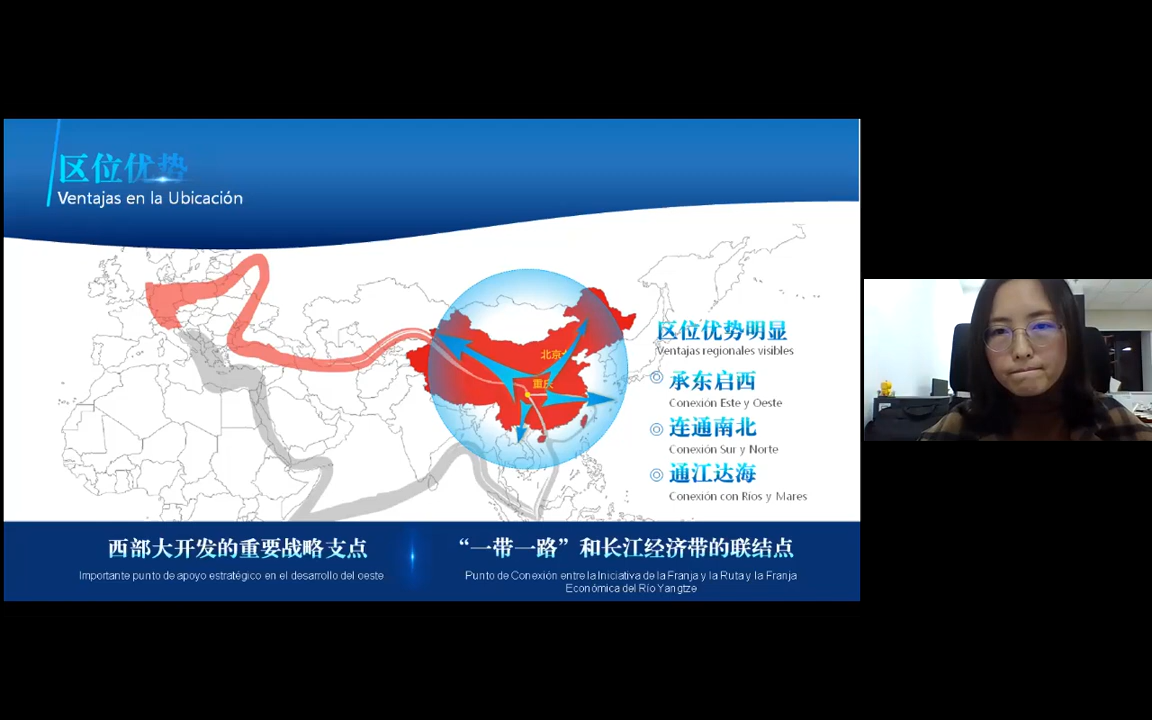 区位优势
Ventajas en la Ubicación
北京
重庆
区位优势明显
Ventajas regionales visibles
承东启西
Conexión Este y Oeste
连通南北
Conexión Sur y Norte
通江达海
Conexión con Ríos y Mares
西部大开发的重要战略支点
Importante punto de apoyo estratégico en el desarrollo del oeste
“一带一路”和长江经济带的联结点
Punto de Conexión entre la Iniciativa de la Franja y la Ruta y la Franja
Económica del Río Yangtze